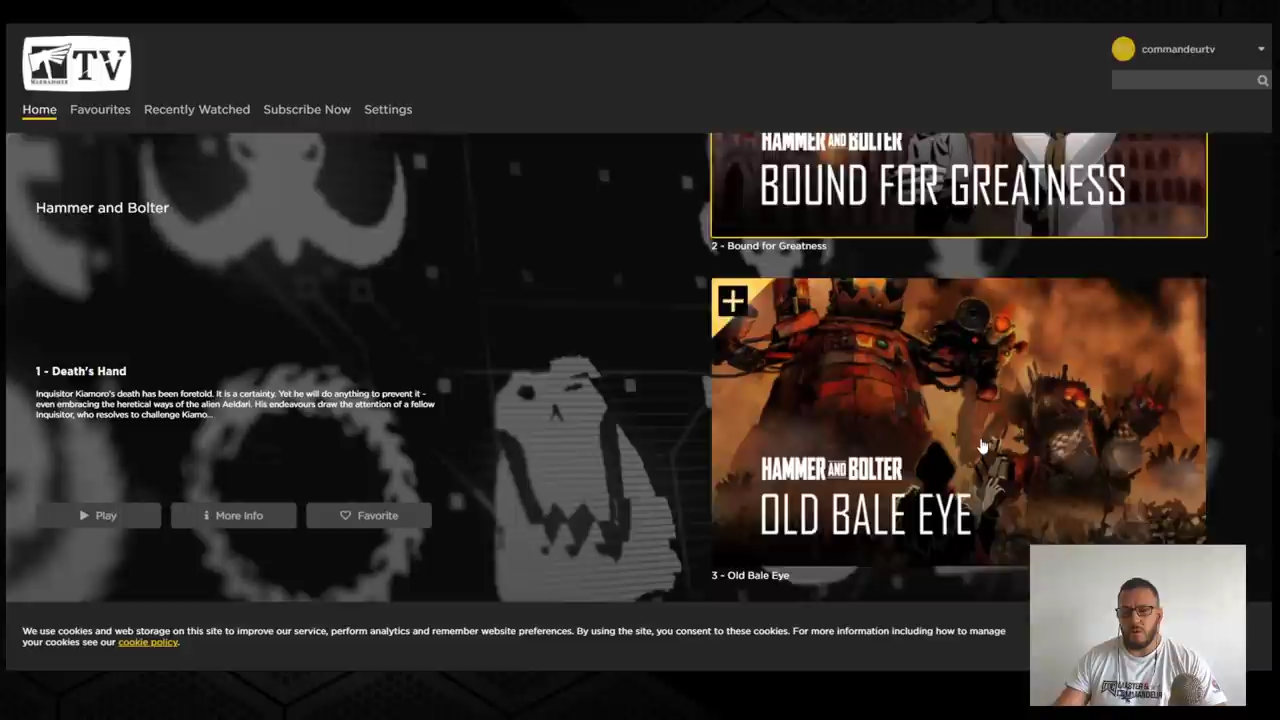 WARHAMMER
TV
commandeurtv
Home Favourites Recently Watched Subscribe Now Settings
Hammer and Bolter
HAMMER AND BOLTER
BOUND FOR GREATNESS
2 - Bound for Greatness
1 - Death's Hand
Inquisitor Kiamoro's death has been foretold. It is a certainty. Yet he will do anything to prevent it -
even embracing the heretical ways of the alien Aeldari. His endeavours draw the attention of a fellow
Inquisitor, who resolves to challenge Kiamo...
Play More Info Favorite
HAMMER AND BOLTER
OLD BALE EYE
3 - Old Bale Eye
We use cookies and web storage on this site to improve our service, perform analytics and remember website preferences. By using the site, you consent to these cookies. For more information including how to manage
your cookies see our cookie policy.
COMMANDEUR